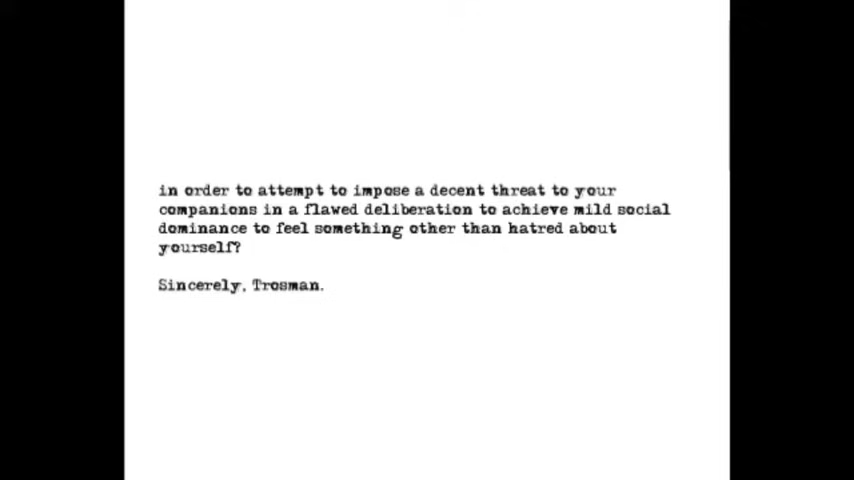 in order to attempt to impose a decent threat to your
companions in a flawed deliberation to achieve mild social
dominance to feel something other than hatred about
yourself?
Sincerely, Trosman.